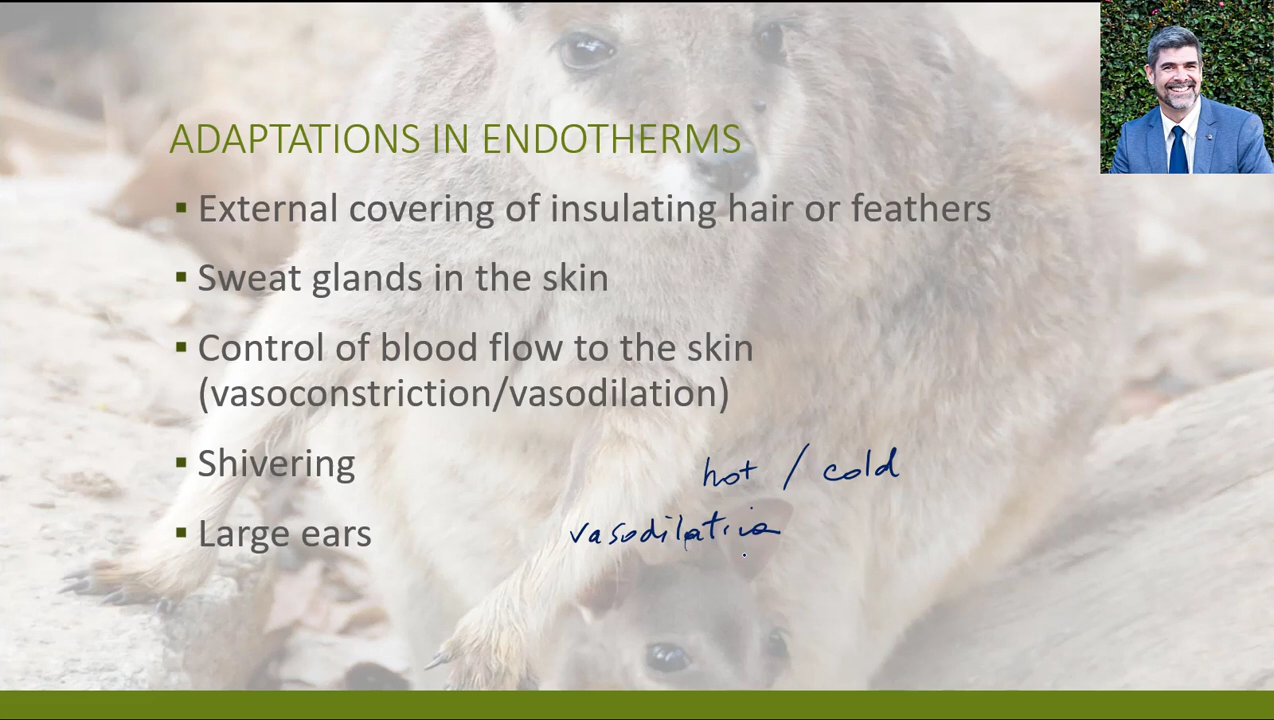 ADAPTATIONS IN ENDOTHERMS
▪ External covering of insulating hair or feathers
▪ Sweat glands in the skin
▪ Control of blood flow to the skin
(vasoconstriction/vasodilation)
▪ Shivering
hot / cold
▪ Large ears
vasodilatio